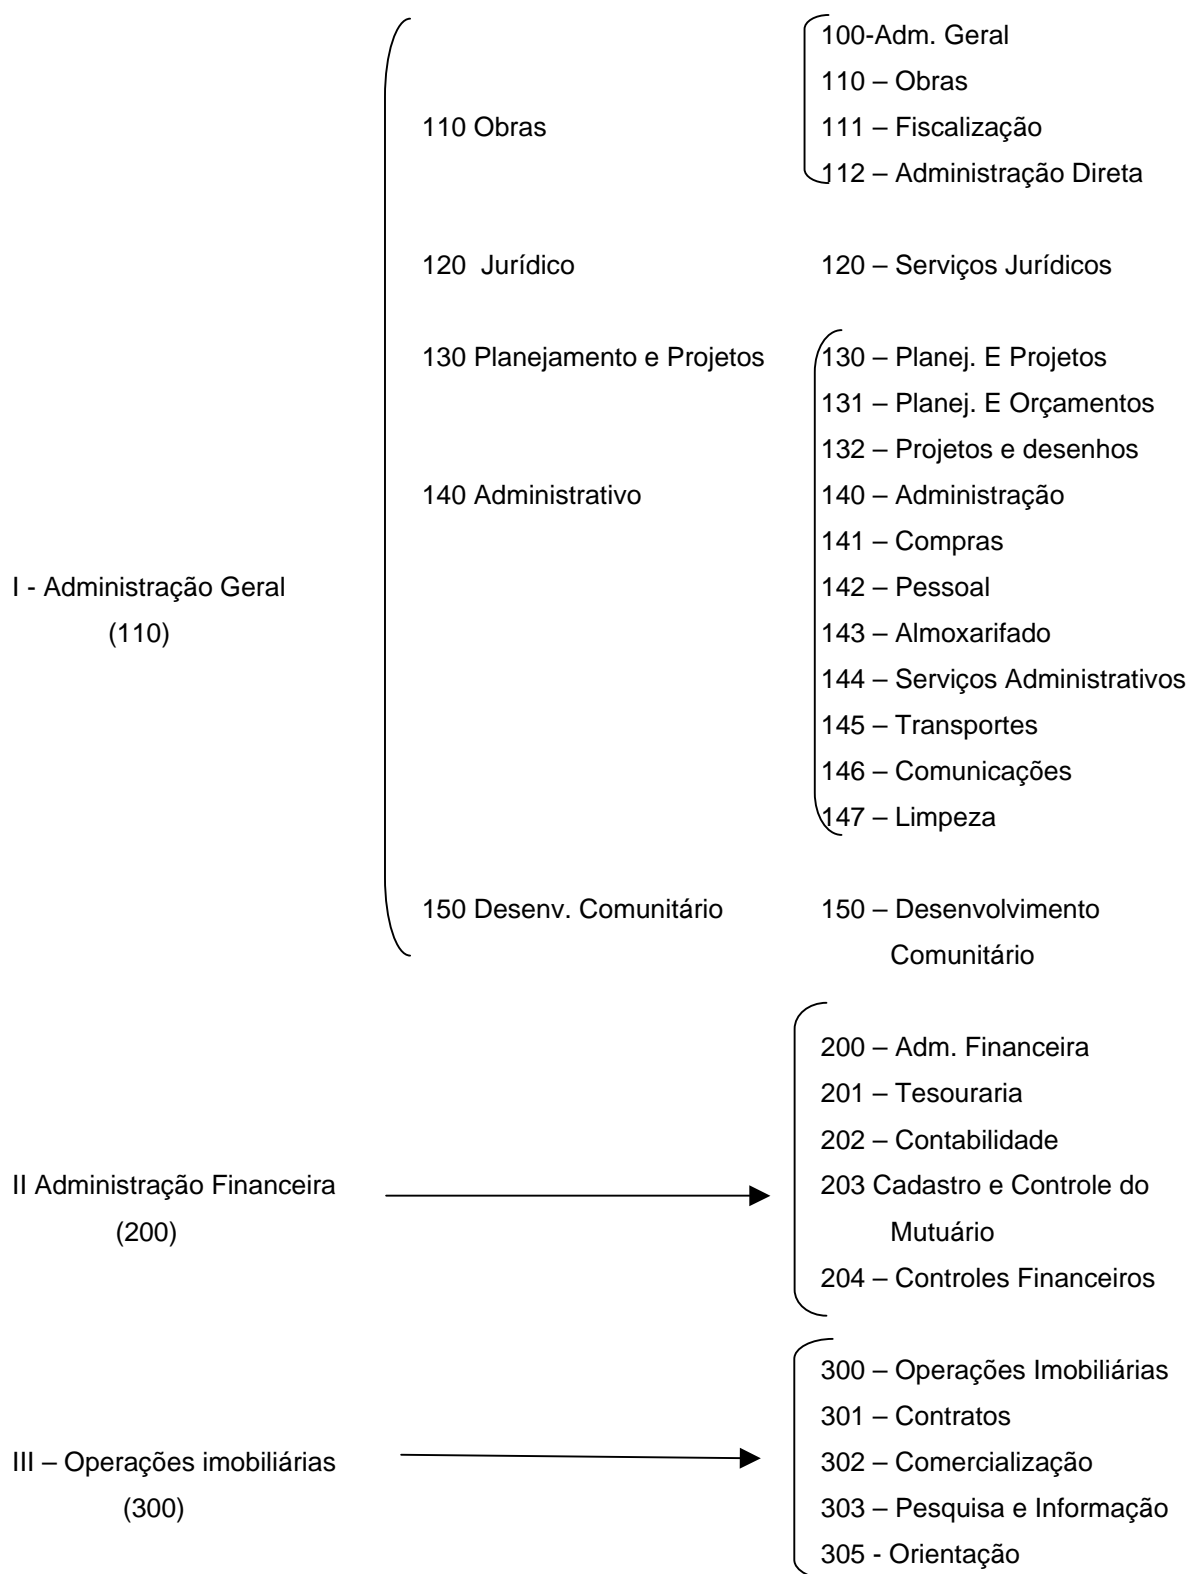 100-Adm. Geral
110 – Obras
110 Obras
111 – Fiscalização
112 – Administração Direta
120 Jurídico
120 – Serviços Jurídicos
130 Planejamento e Projetos
130 – Planej. E Projetos
131 – Planej. E Orçamentos
132 – Projetos e desenhos
140 Administrativo
140 – Administração
141 – Compras
I - Administração Geral
(110)
142 – Pessoal
143 – Almoxarifado
144 – Serviços Administrativos
145 – Transportes
146 – Comunicações
147 – Limpeza
150 Desenv. Comunitário
150 – Desenvolvimento
Comunitário
II Administração Financeira
(200)
200 – Adm. Financeira
201 – Tesouraria
202 – Contabilidade
203 Cadastro e Controle do
Mutuário
204 – Controles Financeiros
III – Operações imobiliárias
(300)
300 – Operações Imobiliárias
301 – Contratos
302 – Comercialização
303 – Pesquisa e Informação
305 - Orientação